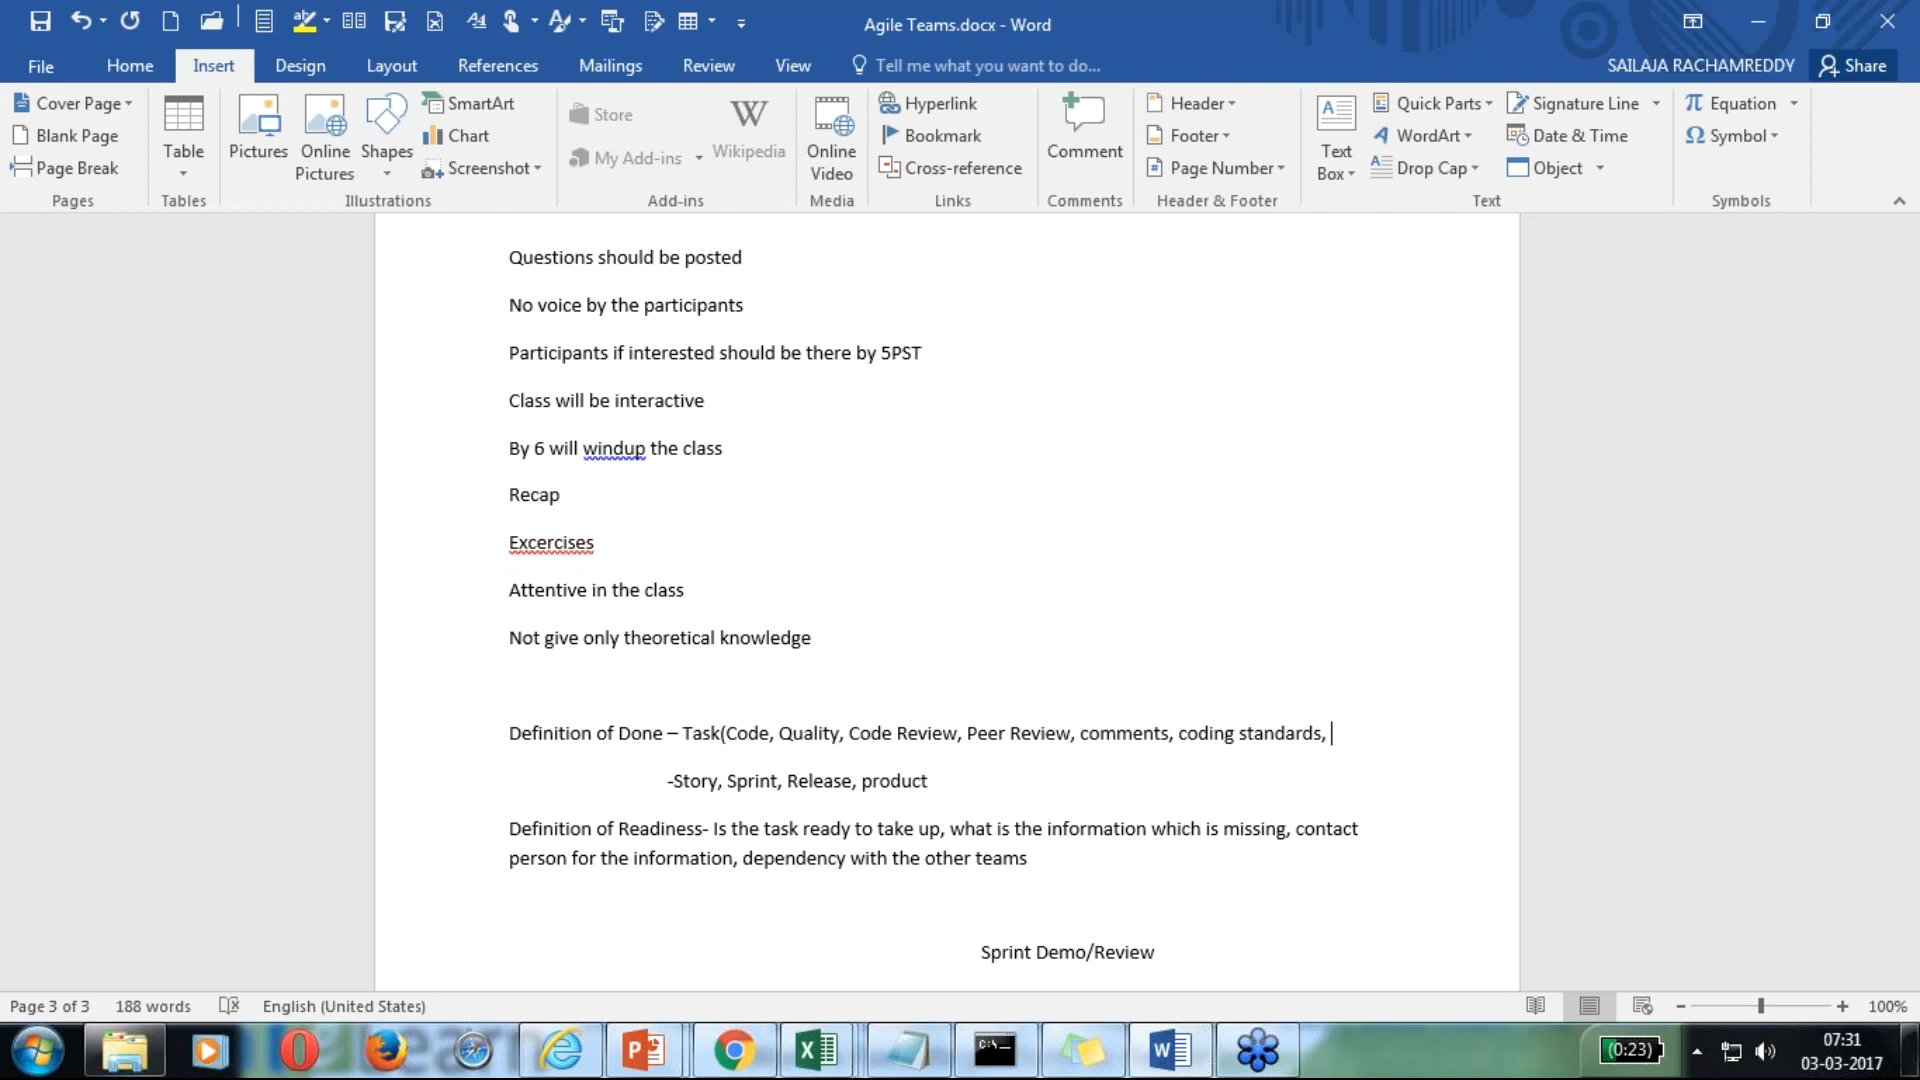 Agile Teams.docx - Word
File Home Insert Design Layout References Mailings Review View Tell me what you want to do... SAILAJA RACHAMREDDY Share
Cover Page
Blank Page
Page Break
Pages
Table
Tables
Pictures
Online Pictures
Shapes
SmartArt
Chart
Screenshot
Illustrations
Store
My Add-ins
Wikipedia
Add-ins
Online Video
Media
Hyperlink
Bookmark
Cross-reference
Links
Comment
Comments
Header
Footer
Page Number
Header & Footer
Text Box
Quick Parts
WordArt
Drop Cap
Signature Line
Date & Time
Object
Text
Equation
Symbol
Symbols
Questions should be posted
No voice by the participants
Participants if interested should be there by 5PST
Class will be interactive
By 6 will windup the class
Recap
Excercises
Attentive in the class
Not give only theoretical knowledge
Definition of Done – Task(Code, Quality, Code Review, Peer Review, comments, coding standards,
-Story, Sprint, Release, product
Definition of Readiness- Is the task ready to take up, what is the information which is missing, contact
person for the information, dependency with the other teams
Sprint Demo/Review
Page 3 of 3 188 words English (United States) 100%
(0:23) 07:31
03-03-2017